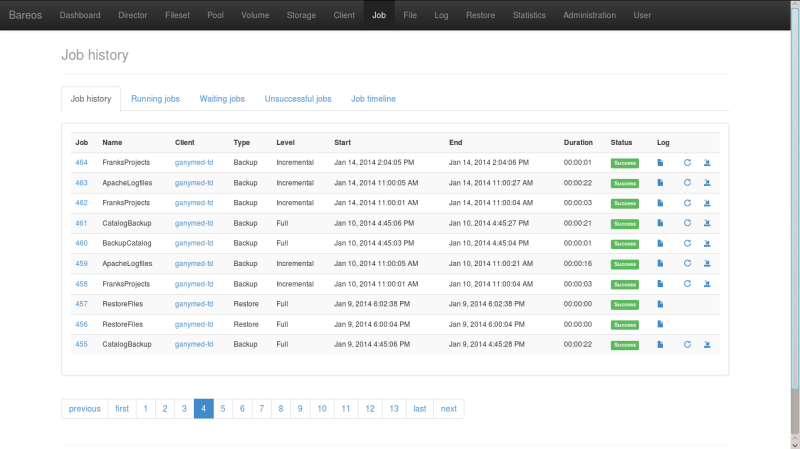 Bareos Dashboard Director Fileset Pool Volume Storage Client Job File Log Restore Statistics Administration User
Job history
Job history Running jobs Waiting jobs Unsuccessful jobs Job timeline
Job Name Client Type Level Start End Duration Status Log
464 FranksProjects ganymed-fd Backup Incremental Jan 14, 2014 2:04:05 PM Jan 14, 2014 2:04:06 PM 00:00:01 Success
463 ApacheLogfiles ganymed-fd Backup Incremental Jan 14, 2014 11:00:05 AM Jan 14, 2014 11:00:27 AM 00:00:22 Success
462 FranksProjects ganymed-fd Backup Incremental Jan 14, 2014 11:00:01 AM Jan 14, 2014 11:00:04 AM 00:00:03 Success
461 CatalogBackup ganymed-fd Backup Full Jan 10, 2014 4:45:06 PM Jan 10, 2014 4:45:27 PM 00:00:21 Success
460 BackupCatalog ganymed-fd Backup Full Jan 10, 2014 4:45:03 PM Jan 10, 2014 4:45:04 PM 00:00:01 Success
459 ApacheLogfiles ganymed-fd Backup Incremental Jan 10, 2014 11:00:05 AM Jan 10, 2014 11:00:21 AM 00:00:16 Success
458 FranksProjects ganymed-fd Backup Incremental Jan 10, 2014 11:00:01 AM Jan 10, 2014 11:00:04 AM 00:00:03 Success
457 RestoreFiles ganymed-fd Restore Full Jan 9, 2014 6:02:38 PM Jan 9, 2014 6:02:38 PM 00:00:00 Success
456 RestoreFiles ganymed-fd Restore Full Jan 9, 2014 6:00:04 PM Jan 9, 2014 6:00:04 PM 00:00:00 Success
455 CatalogBackup ganymed-fd Backup Full Jan 9, 2014 4:45:06 PM Jan 9, 2014 4:45:28 PM 00:00:22 Success
previous first 1 2 3 4 5 6 7 8 9 10 11 12 13 last next